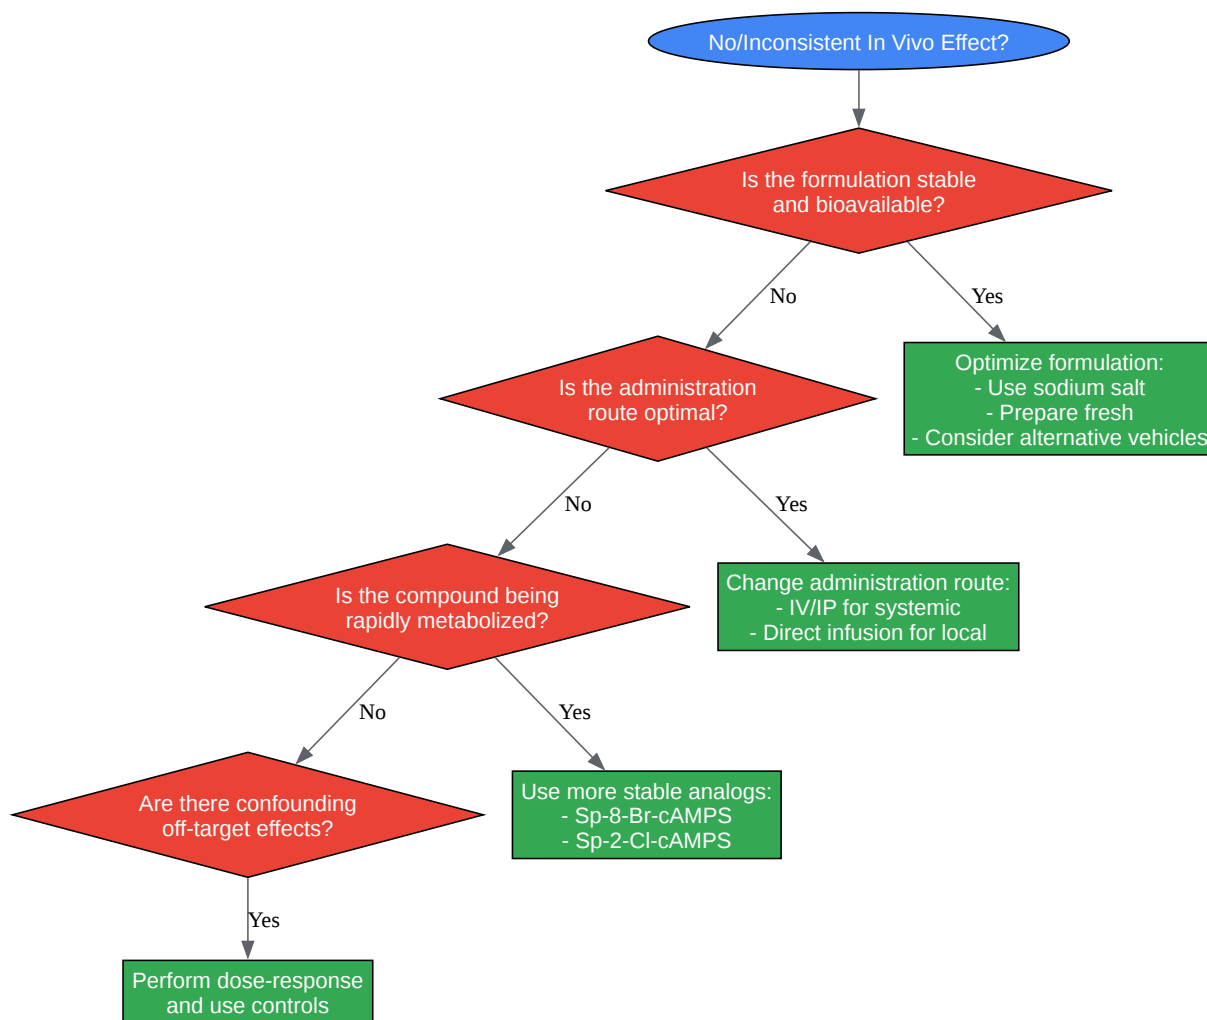 No/Inconsistent In Vivo Effect?
Is the formulation stable
and bioavailable?
No
Yes
Is the administration
route optimal?
Optimize formulation:
- Use sodium salt
- Prepare fresh
- Consider alternative vehicles
No
Yes
Is the compound being
rapidly metabolized?
Change administration route:
- IV/IP for systemic
- Direct infusion for local
No
Yes
Are there confounding
off-target effects?
Use more stable analogs:
- Sp-8-Br-cAMPS
- Sp-2-Cl-cAMPS
Yes
Perform dose-response
and use controls